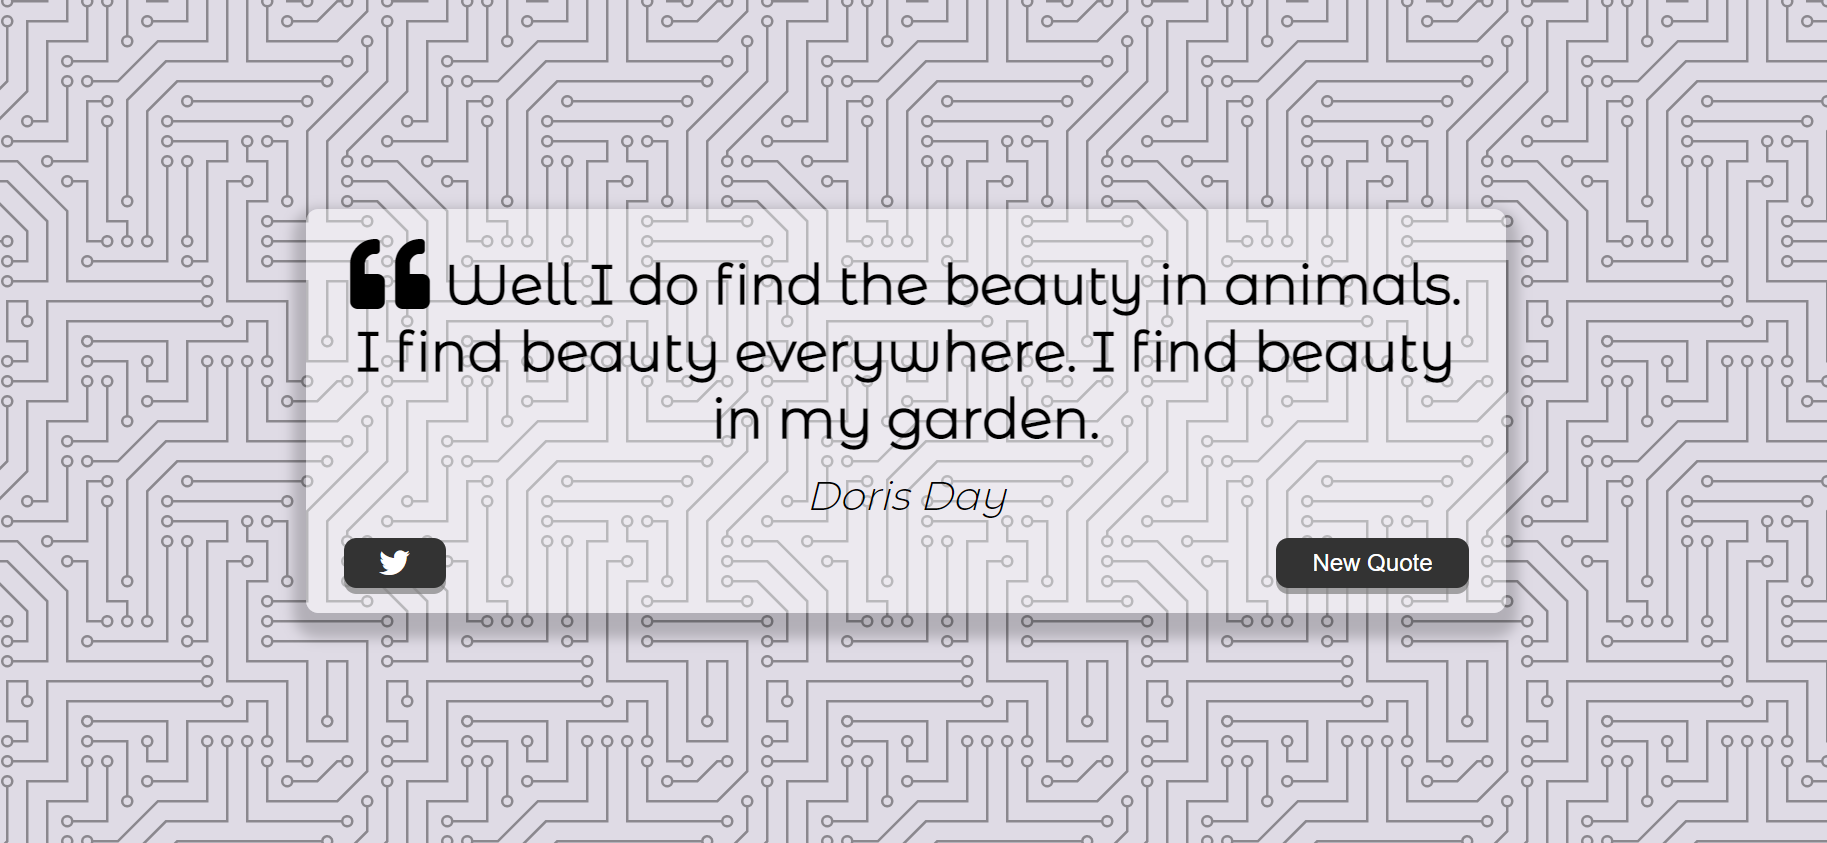 Well I do find the beauty in animals.
I find beauty everywhere. I find beauty
in my garden.
Doris Day
New Quote